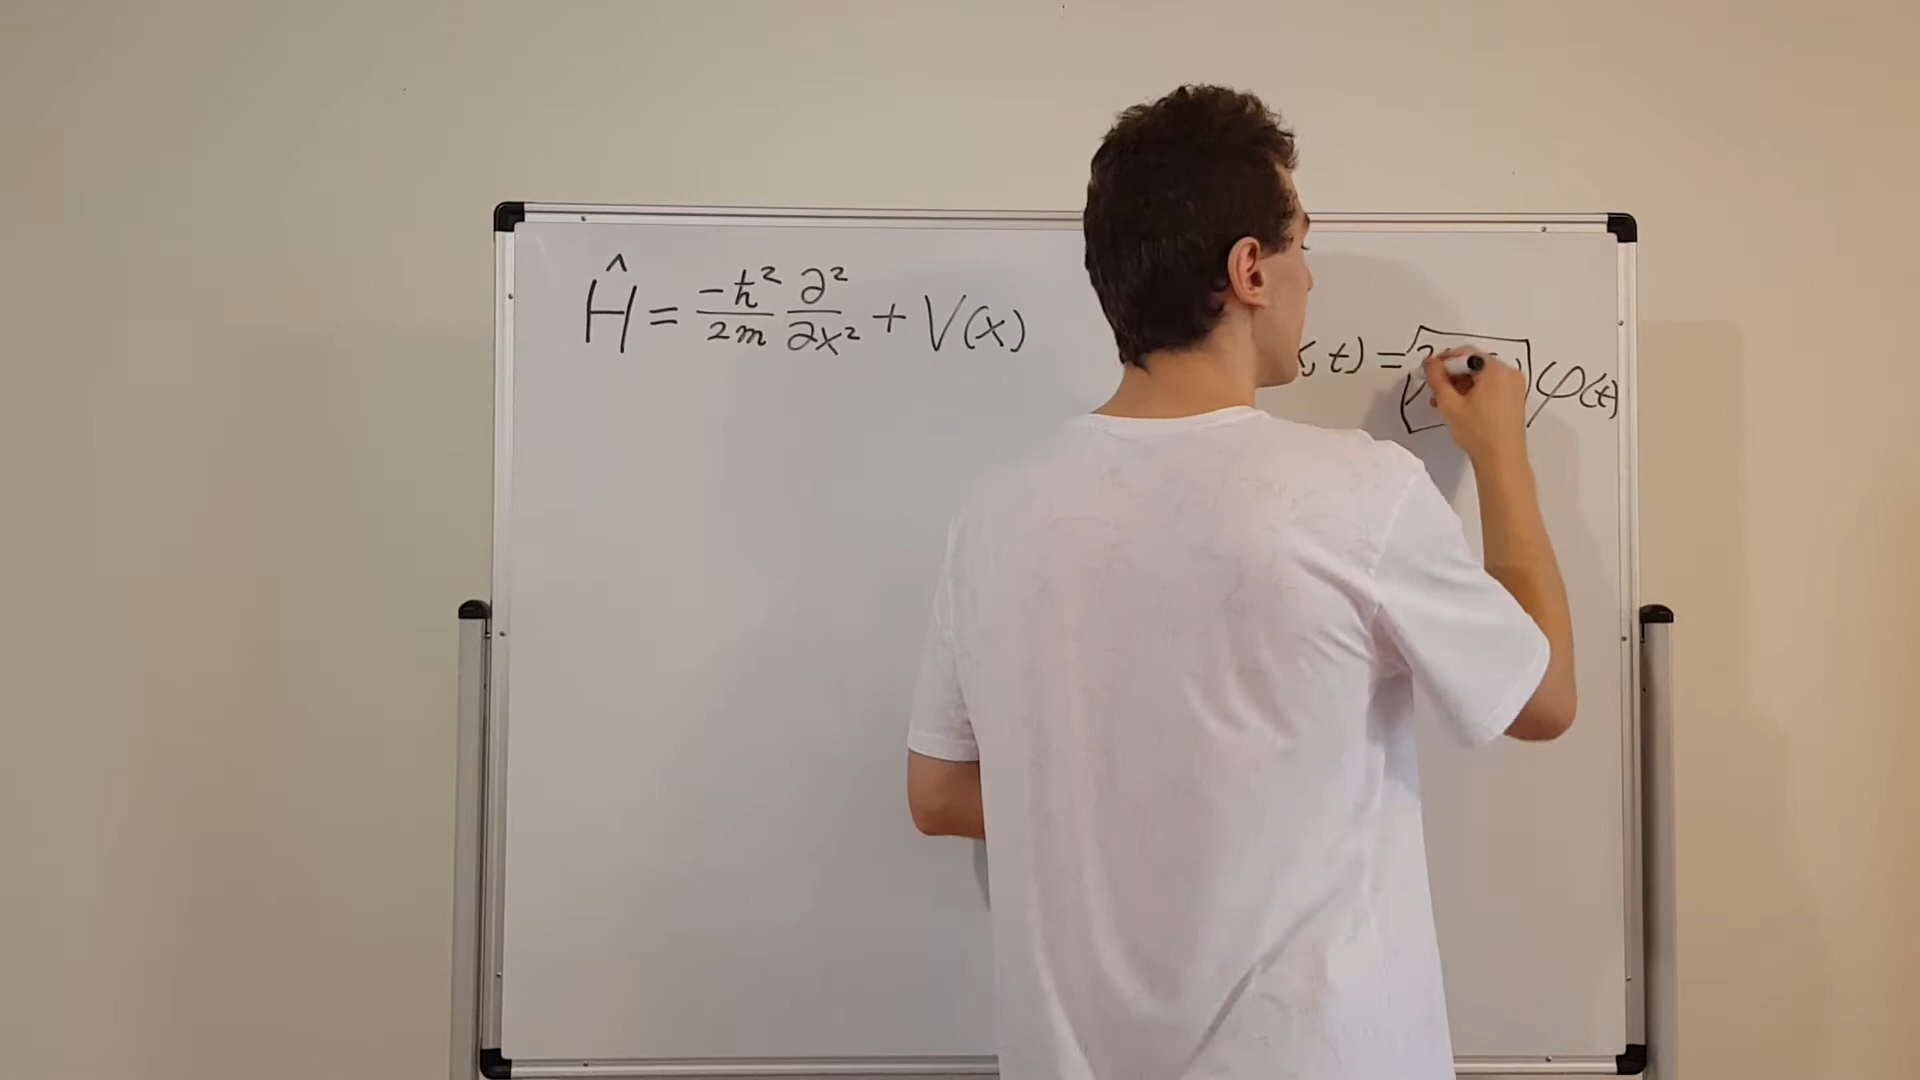 Ĥ = -ħ²/2m ∂²/∂x² + V(x)
, t) = φ(t)